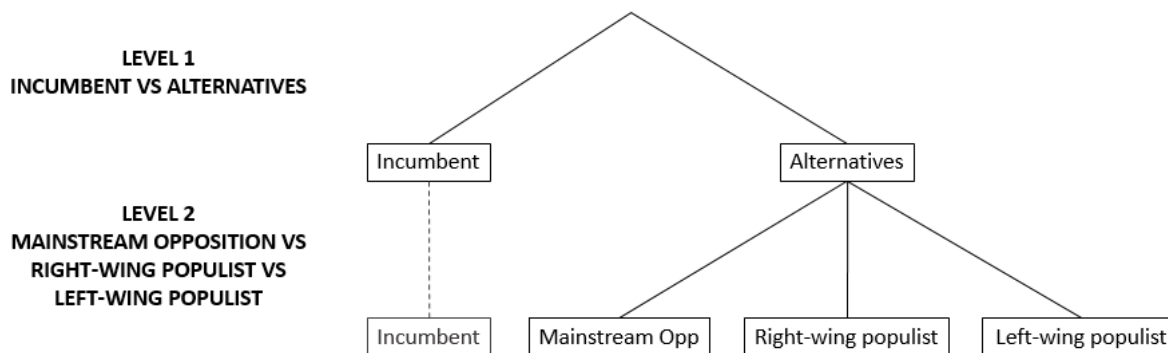 LEVEL 1
INCUMBENT VS ALTERNATIVES
Incumbent
Alternatives
LEVEL 2
MAINSTREAM OPPOSITION VS
RIGHT-WING POPULIST VS
LEFT-WING POPULIST
Incumbent
Mainstream Opp
Right-wing populist
Left-wing populist